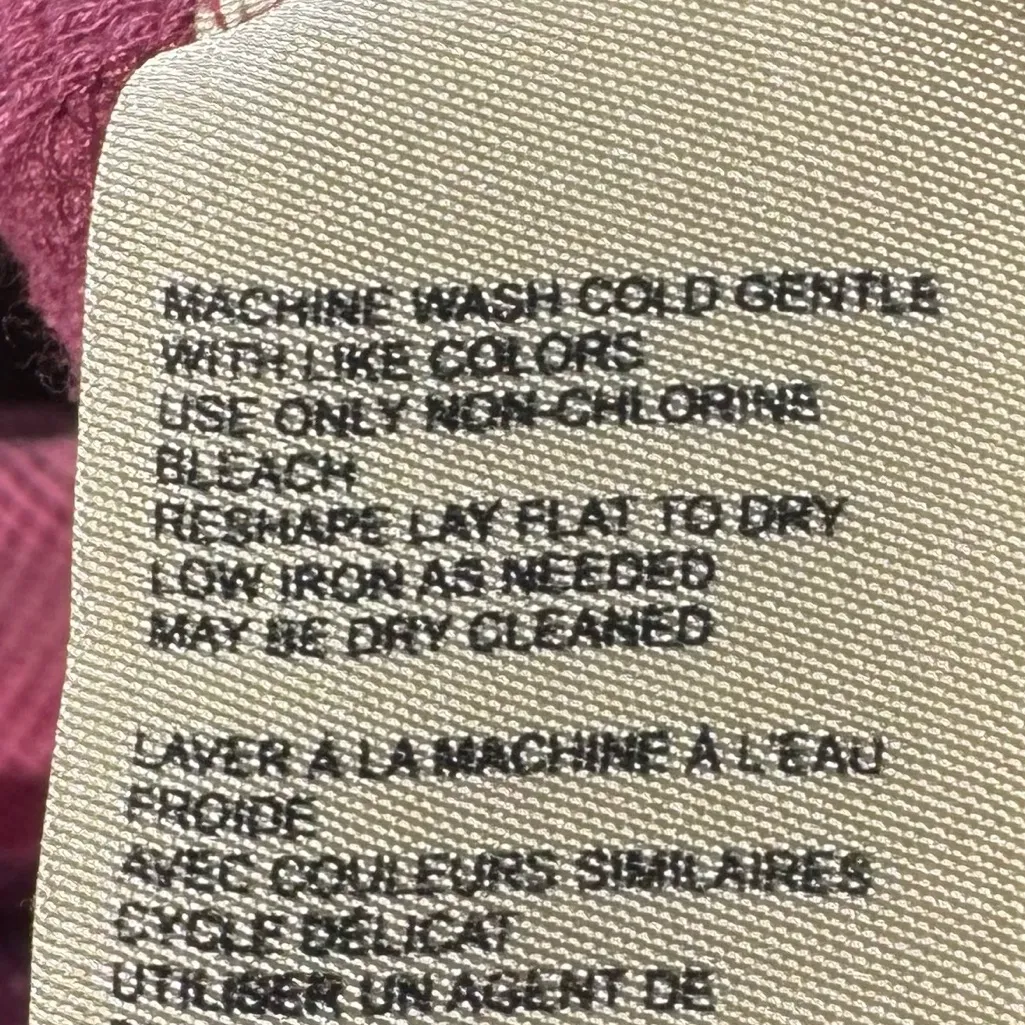 MACHINE WASH COLD GENTLE
WITH LIKE COLORS
USE ONLY NON-CHLORINE
BLEACH
RESHAPE LAY FLAT TO DRY
LOW IRON AS NEEDED
MAY BE DRY CLEANED
LAVER À LA MACHINE À L'EAU
FROIDE
AVEC COULEURS SIMILAIRES
CYCLE DÉLICAT
UTILISER UN AGENT DE